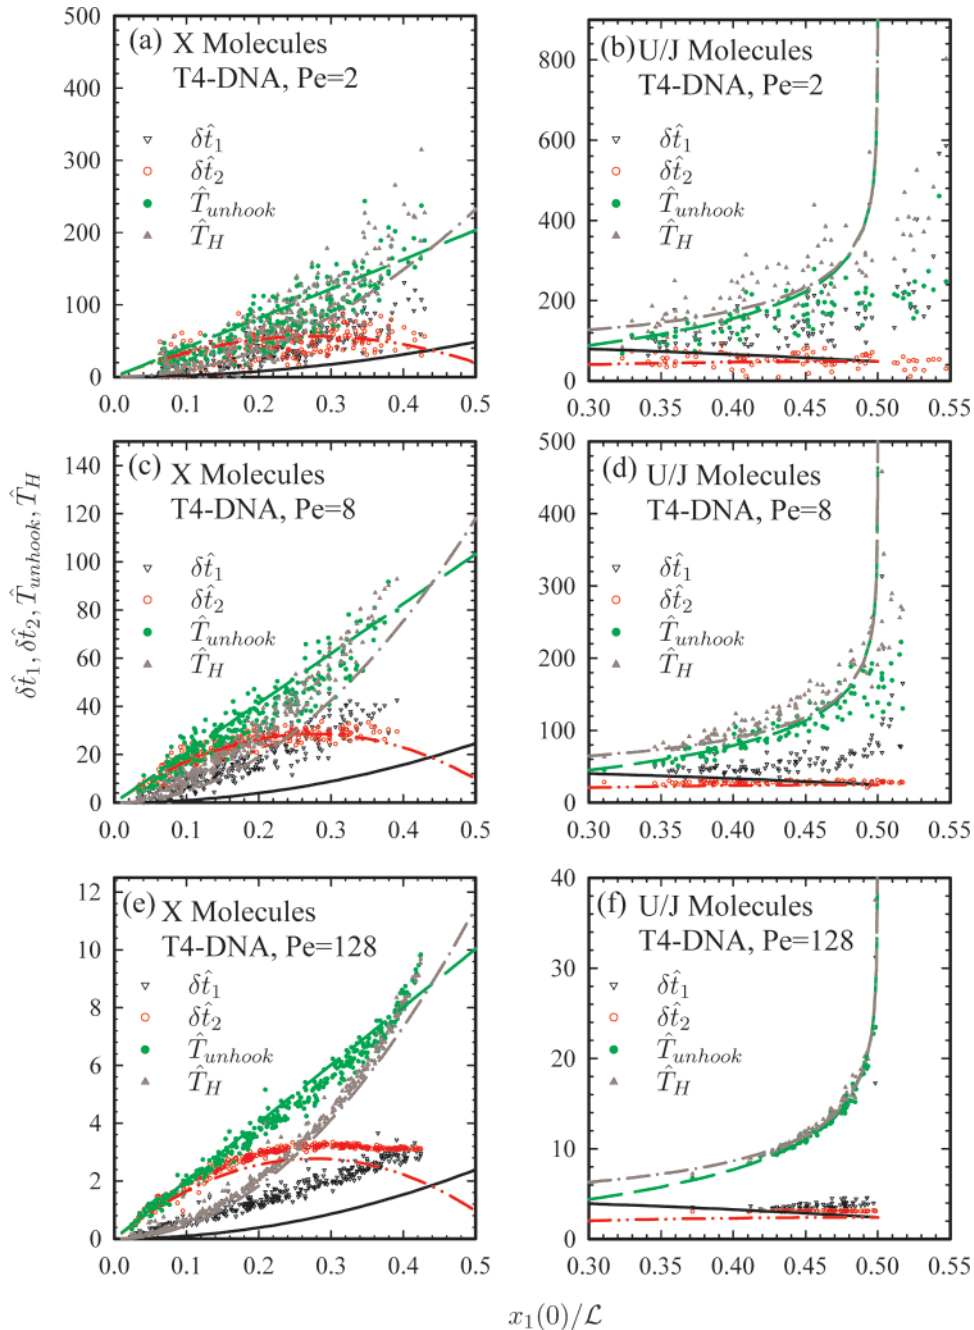 (a) X Molecules
T4-DNA, Pe=2
δt̂₁
δt̂₂
T̂unhook
T̂H
500
400
300
200
100
0
0.0 0.1 0.2 0.3 0.4 0.5
(b) U/J Molecules
T4-DNA, Pe=2
δt̂₁
δt̂₂
T̂unhook
T̂H
800
600
400
200
0
0.30 0.35 0.40 0.45 0.50 0.55
(c) X Molecules
T4-DNA, Pe=8
δt̂₁
δt̂₂
T̂unhook
T̂H
140
120
100
80
60
40
20
0
0.0 0.1 0.2 0.3 0.4 0.5
(d) U/J Molecules
T4-DNA, Pe=8
δt̂₁
δt̂₂
T̂unhook
T̂H
500
400
300
200
100
0
0.30 0.35 0.40 0.45 0.50 0.55
δt̂₁, δt̂₂, T̂unhook, T̂H
(e) X Molecules
T4-DNA, Pe=128
δt̂₁
δt̂₂
T̂unhook
T̂H
12
10
8
6
4
2
0
0.0 0.1 0.2 0.3 0.4 0.5
(f) U/J Molecules
T4-DNA, Pe=128
δt̂₁
δt̂₂
T̂unhook
T̂H
40
30
20
10
0
0.30 0.35 0.40 0.45 0.50 0.55
x₁(0)/ℒ